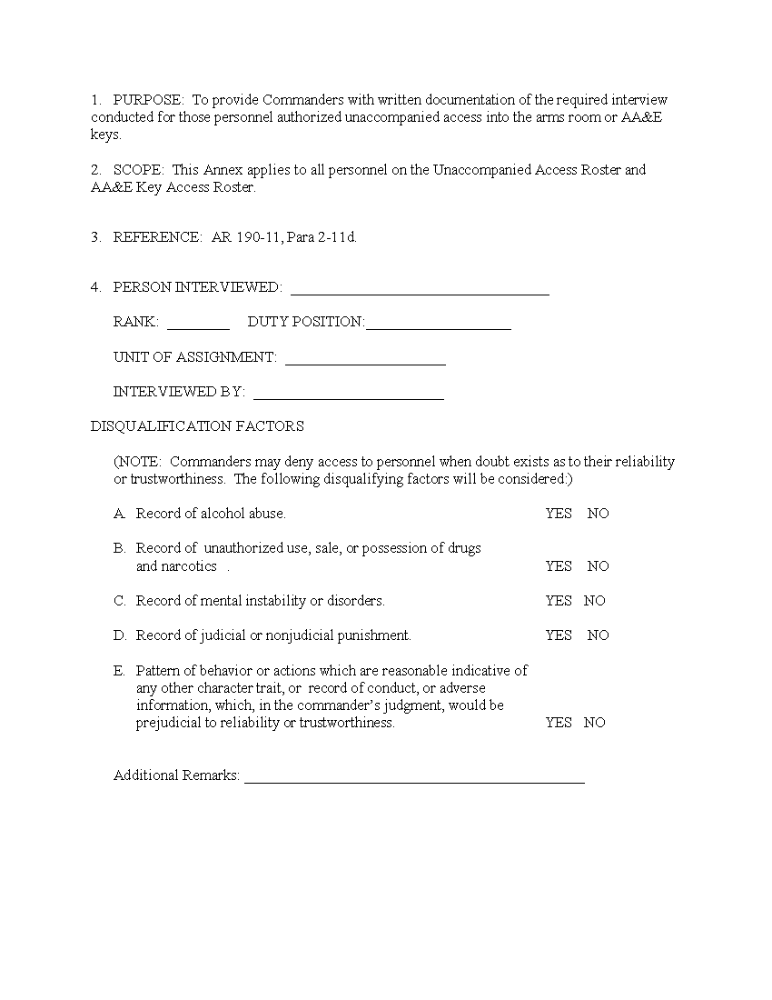 1. PURPOSE: To provide Commanders with written documentation of the required interview
conducted for those personnel authorized unaccompanied access into the arms room or AA&E
keys.
2. SCOPE: This Annex applies to all personnel on the Unaccompanied Access Roster and
AA&E Key Access Roster.
3. REFERENCE: AR 190-11, Para 2-11d.
4. PERSON INTERVIEWED: ____________________
RANK: ________ DUTY POSITION:____________________
UNIT OF ASSIGNMENT: ____________________
INTERVIEWED BY: ____________________
DISQUALIFICATION FACTORS
(NOTE: Commanders may deny access to personnel when doubt exists as to their reliability
or trustworthiness. The following disqualifying factors will be considered:)
A. Record of alcohol abuse. YES NO
B. Record of unauthorized use, sale, or possession of drugs
and narcotics . YES NO
C. Record of mental instability or disorders. YES NO
D. Record of judicial or nonjudicial punishment. YES NO
E. Pattern of behavior or actions which are reasonable indicative of
any other character trait, or record of conduct, or adverse
information, which, in the commander's judgment, would be
prejudicial to reliability or trustworthiness. YES NO
Additional Remarks: ____________________